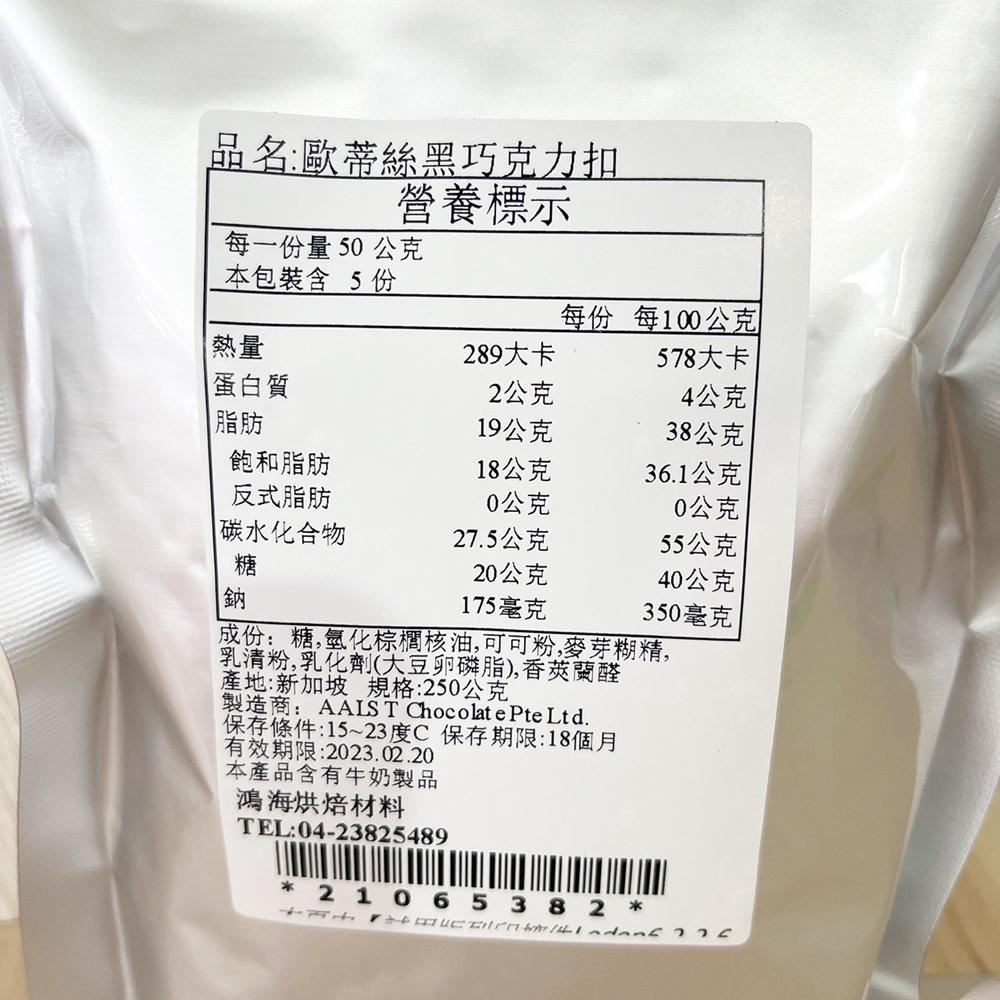 品名:歐蒂絲黑巧克力扣
營養標示
每一份量 50 公克
本包裝含 5 份
每份 每100公克
熱量 289大卡 578大卡
蛋白質 2公克 4公克
脂肪 19公克 38公克
飽和脂肪 18公克 36.1公克
反式脂肪 0公克 0公克
碳水化合物 27.5公克 55公克
糖 20公克 40公克
鈉 175毫克 350毫克
成份: 糖,氫化棕櫚核油,可可粉,麥芽糊精,
乳清粉,乳化劑(大豆卵磷脂),香莢蘭醛
產地:新加坡 規格:250公克
製造商: AALST Chocolate Pte Ltd.
保存條件:15~23度C 保存期限:18個月
有效期限:2023.02.20
本產品含有牛奶製品
鴻海烘焙材料
TEL:04-23825489
*21065382*